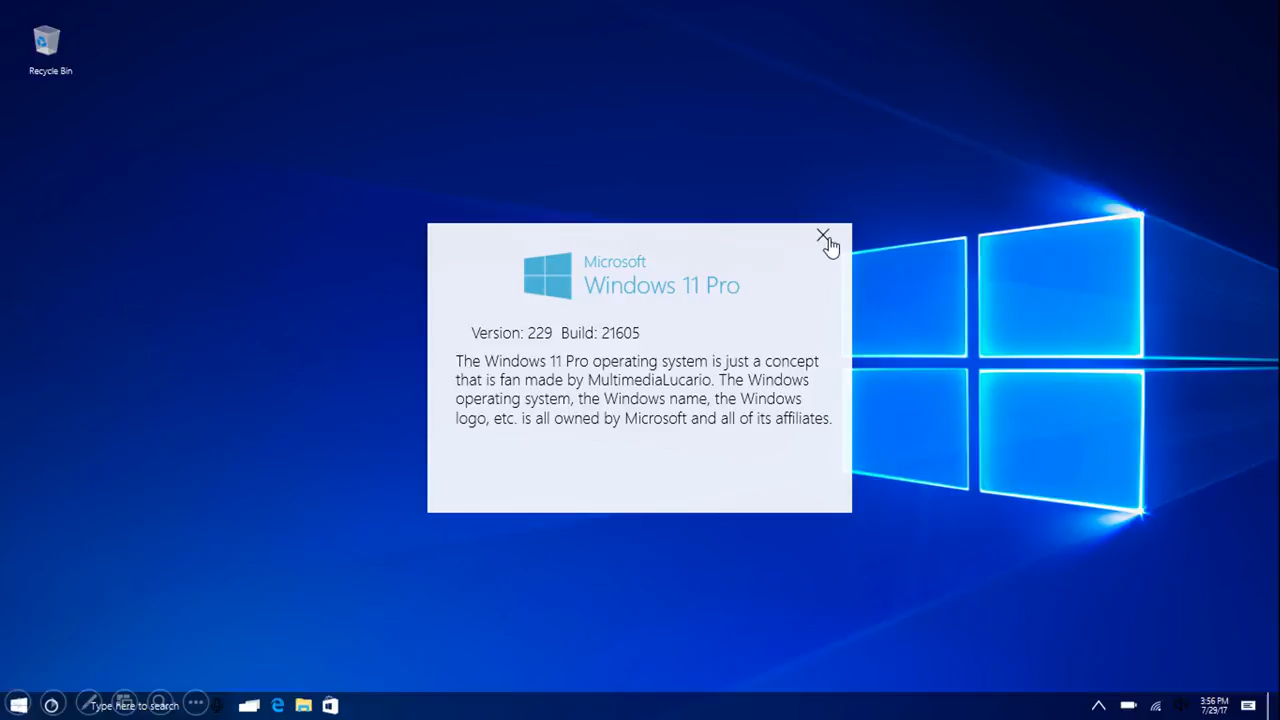 Recycle Bin
Microsoft
Windows 11 Pro
Version: 229 Build: 21605
The Windows 11 Pro operating system is just a concept
that is fan made by MultimediaLucario. The Windows
operating system, the Windows name, the Windows
logo, etc. is all owned by Microsoft and all of its affiliates.
Type here to search
3:56 PM
7/29/17